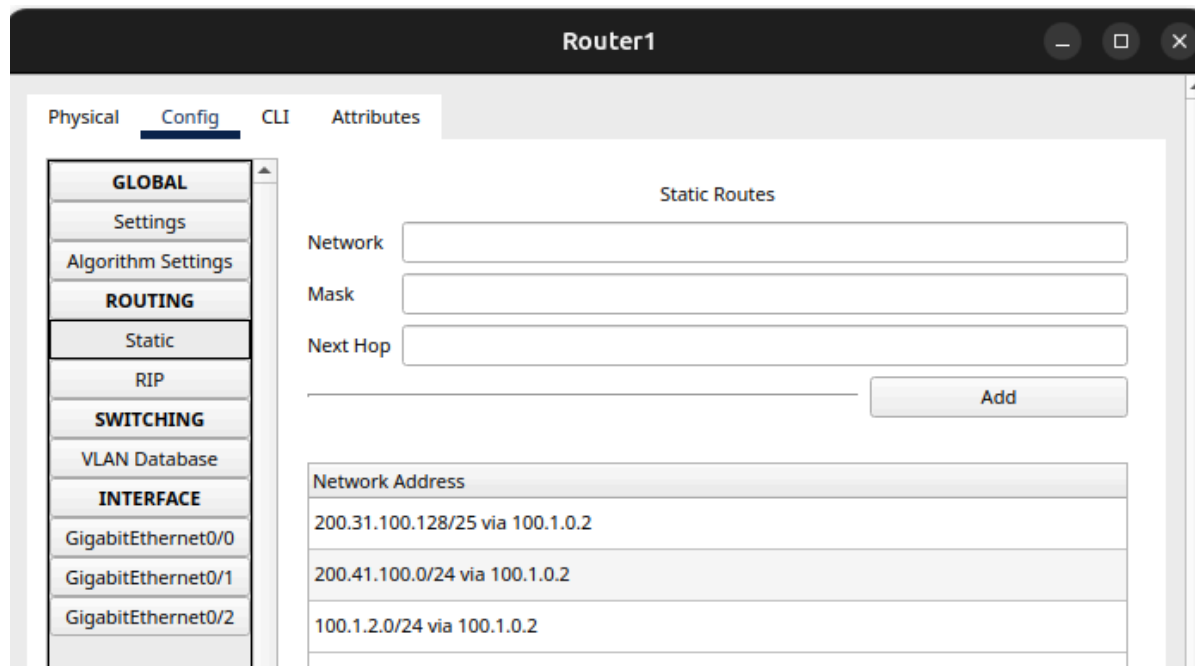 Router1
Physical Config CLI Attributes
GLOBAL
Settings
Algorithm Settings
ROUTING
Static
RIP
SWITCHING
VLAN Database
INTERFACE
GigabitEthernet0/0
GigabitEthernet0/1
GigabitEthernet0/2
Static Routes
Network
Mask
Next Hop
Add
Network Address
200.31.100.128/25 via 100.1.0.2
200.41.100.0/24 via 100.1.0.2
100.1.2.0/24 via 100.1.0.2